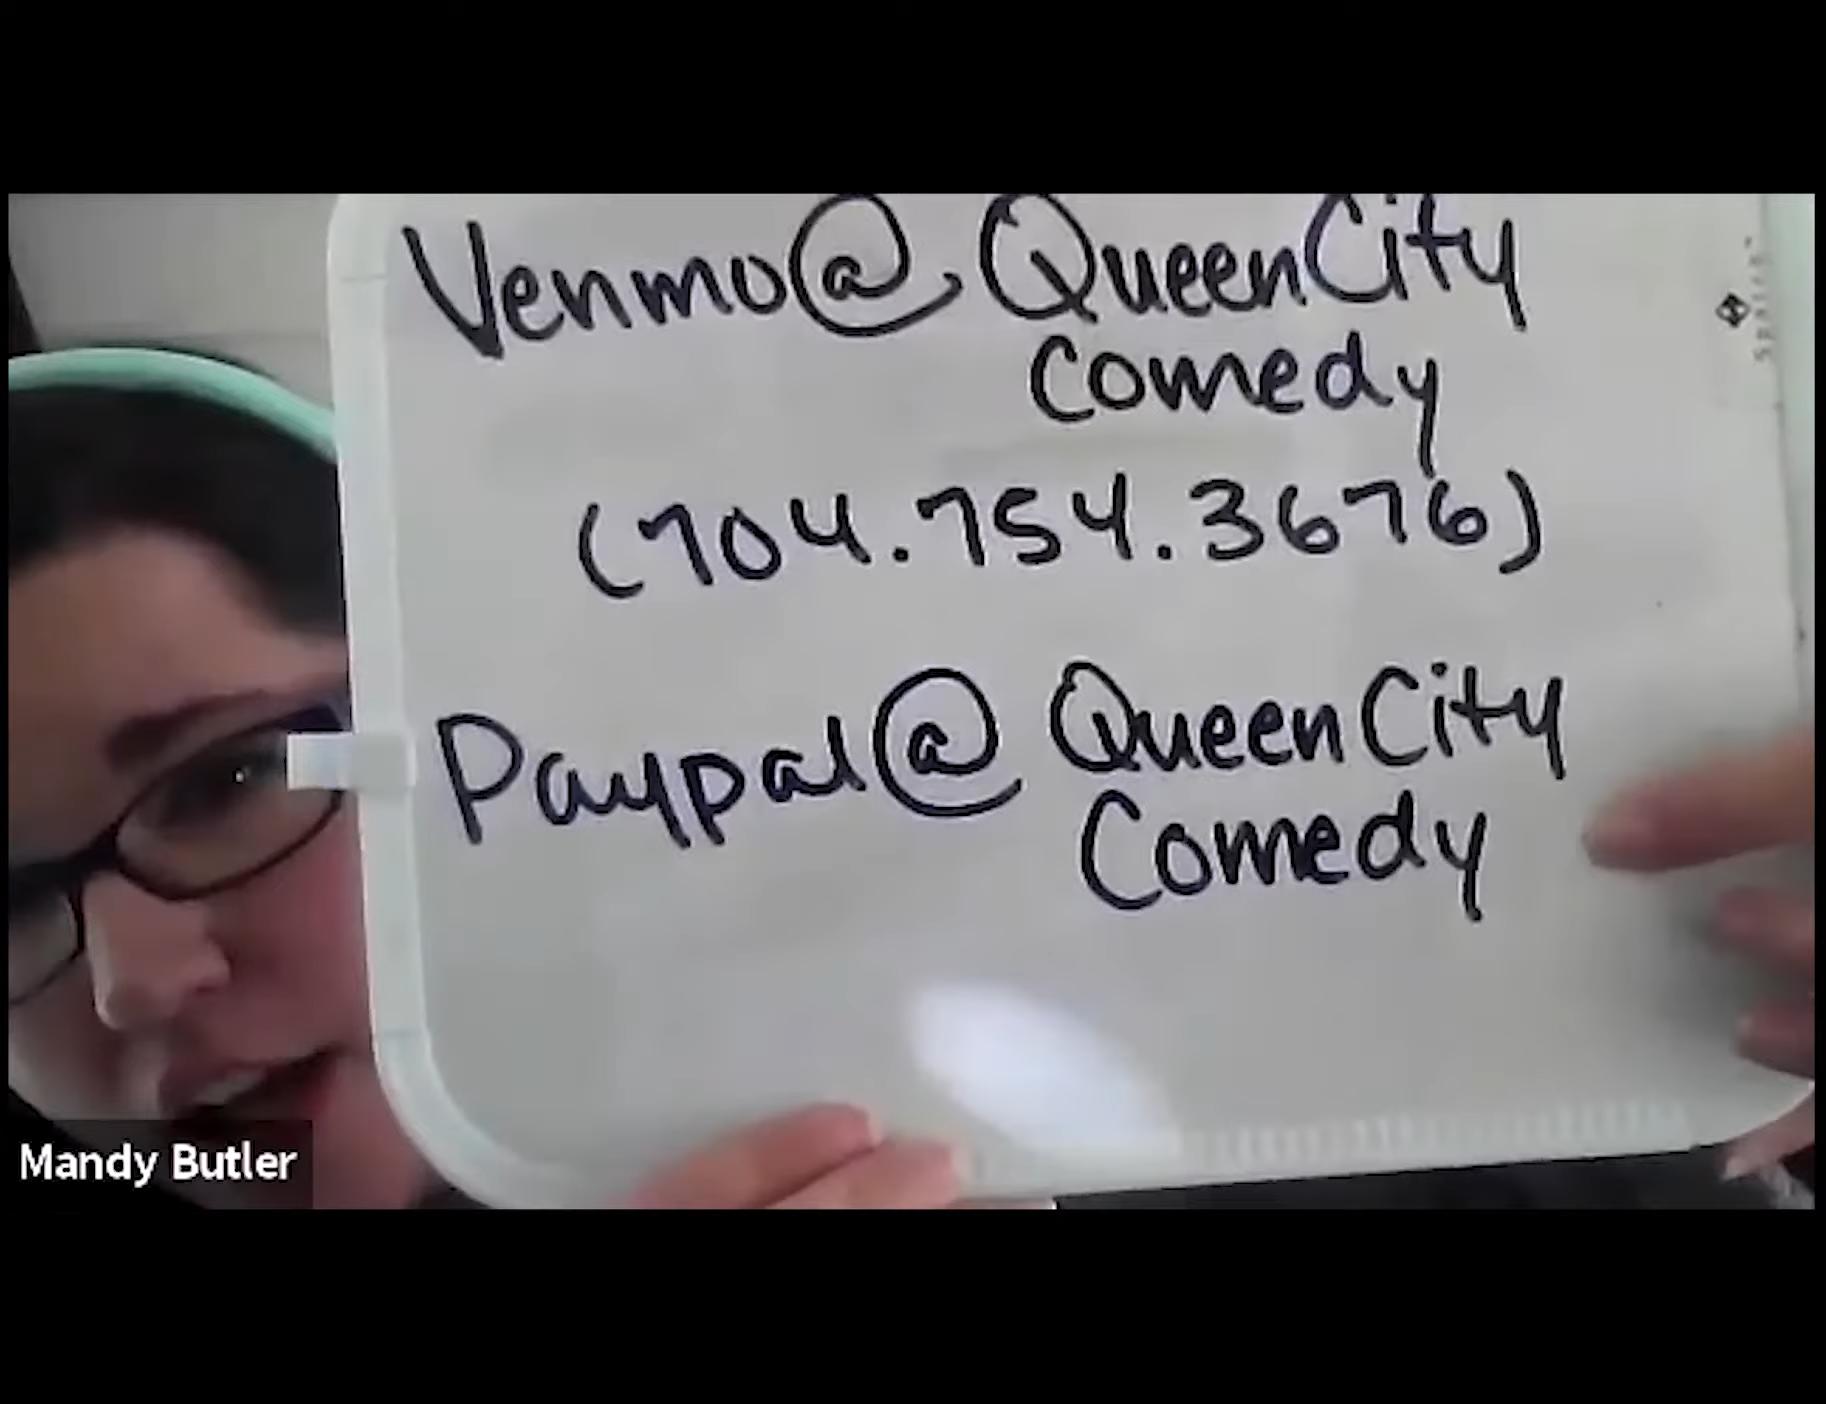 Venmo@ QueenCity
Comedy
(704.754.3676)
Paypal@ QueenCity
Comedy
Mandy Butler